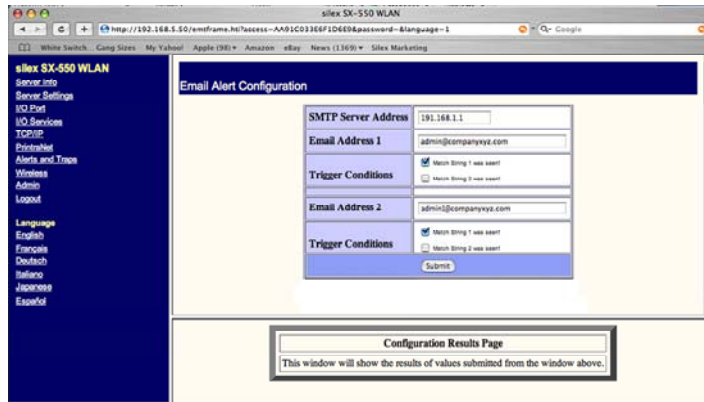 silex SX-550 WLAN
http://192.168.5.50/emtframe.hti?access=AA91C033E6F1D6E0&password=&language=1
Q- Google
White Switch... Gang Sizes My Yahoo! Apple (98) Amazon eBay News (1369) Silex Marketing
silex SX-550 WLAN
Server Info
Server Settings
I/O Port
I/O Services
TCP/IP
PrintraNet
Alerts and Traps
Wireless
Admin
Logout
Language
English
Français
Deutsch
Italiano
Japanese
Español
Email Alert Configuration
SMTP Server Address 191.168.1.1
Email Address 1 admin@companyxyz.com
Trigger Conditions
Match String 1 was seen!
Match String 2 was seen!
Email Address 2 admin2@companyxyz.com
Trigger Conditions
Match String 1 was seen!
Match String 2 was seen!
Submit
Configuration Results Page
This window will show the results of values submitted from the window above.